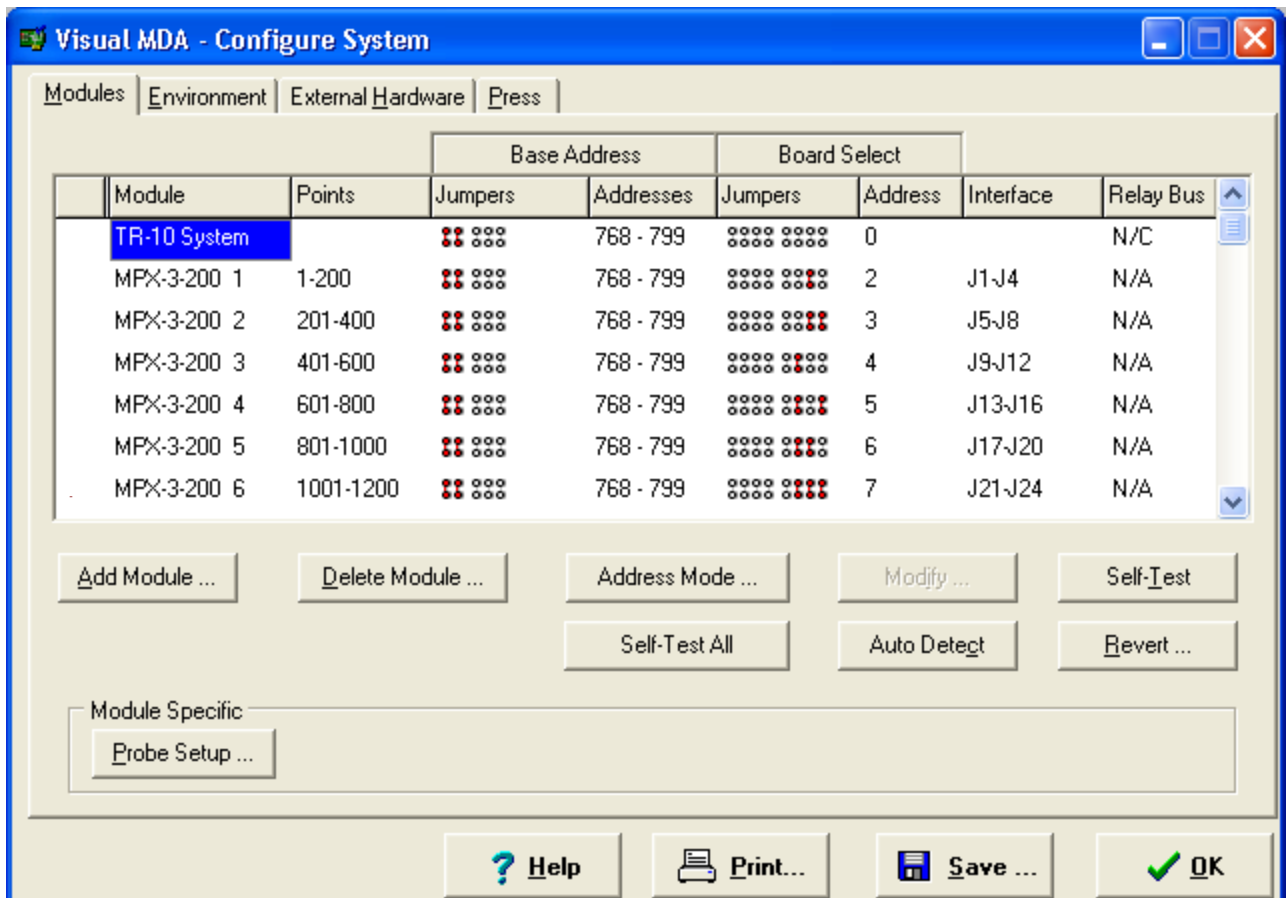 Visual MDA - Configure System
Modules Environment External Hardware Press
Base Address Board Select
Module Points Jumpers Addresses Jumpers Address Interface Relay Bus
TR-10 System 768 - 799 0 N/C
MPX-3-200 1 1-200 768 - 799 2 J1-J4 N/A
MPX-3-200 2 201-400 768 - 799 3 J5-J8 N/A
MPX-3-200 3 401-600 768 - 799 4 J9-J12 N/A
MPX-3-200 4 601-800 768 - 799 5 J13-J16 N/A
MPX-3-200 5 801-1000 768 - 799 6 J17-J20 N/A
MPX-3-200 6 1001-1200 768 - 799 7 J21-J24 N/A
Add Module ... Delete Module ... Address Mode ... Modify ... Self-Test
Self-Test All Auto Detect Revert ...
Module Specific
Probe Setup ...
? Help Print... Save ... OK